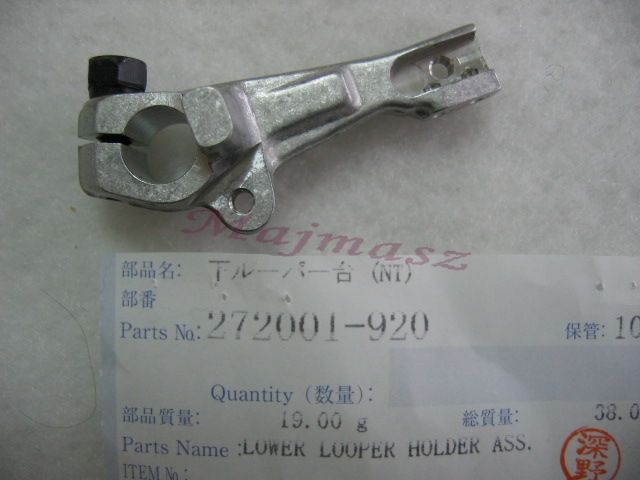 Majmasz
部品名: 下ルーパー台 (NT)
部番
Parts No.: 272001-920 保管: 10
Quantity (数量):
部品質量: 19.00 g 総質量: 38.0
Parts Name :LOWER LOOPER HOLDER ASS.
深野
ITEM No.: